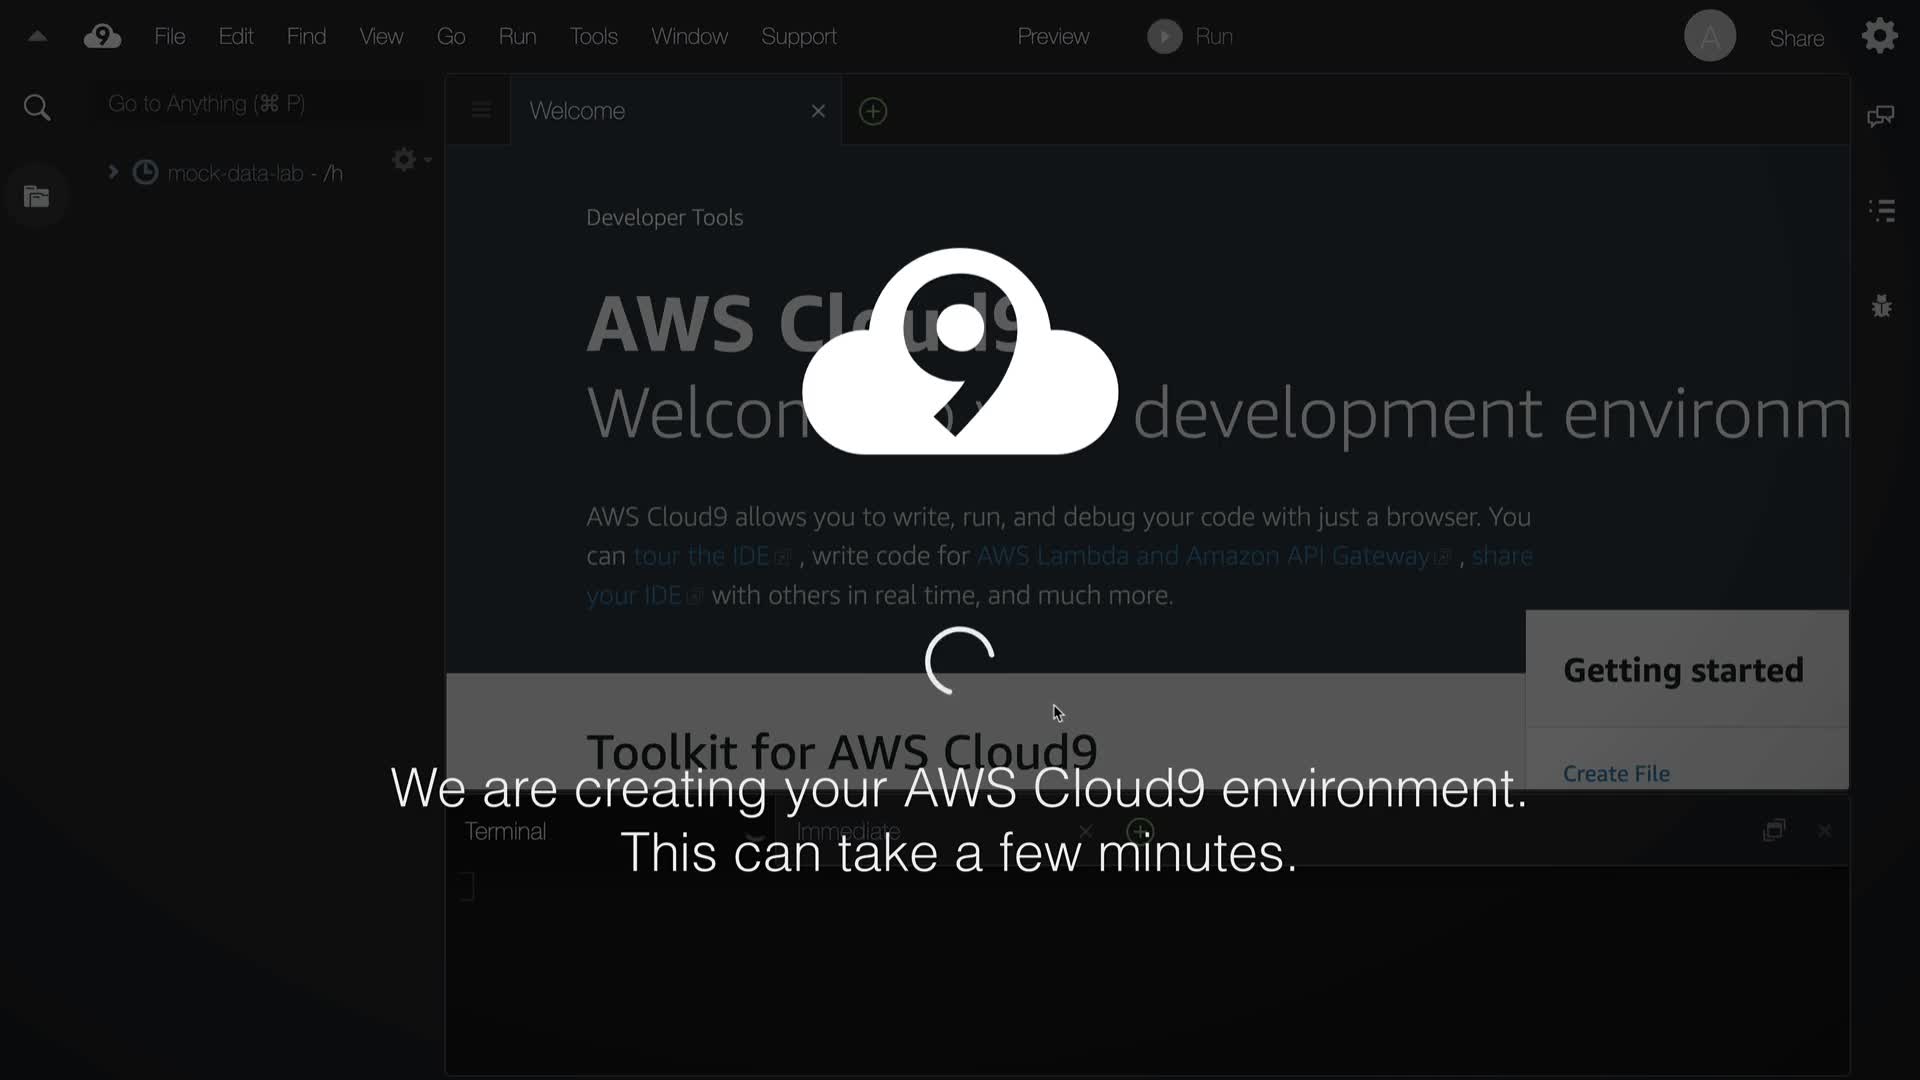 File Edit Find View Go Run Tools Window Support Preview Run A Share
Go to Anything (⌘ P)
Welcome
mock-data-lab - /h
Developer Tools
AWS Cloud9
development environm
AWS Cloud9 allows you to write, run, and debug your code with just a browser. You
can tour the IDE , write code for AWS Lambda and Amazon API Gateway , share
your IDE with others in real time, and much more.
Getting started
Toolkit for AWS Cloud9
Create File
We are creating your AWS Cloud9 environment.
Terminal Immediate
This can take a few minutes.